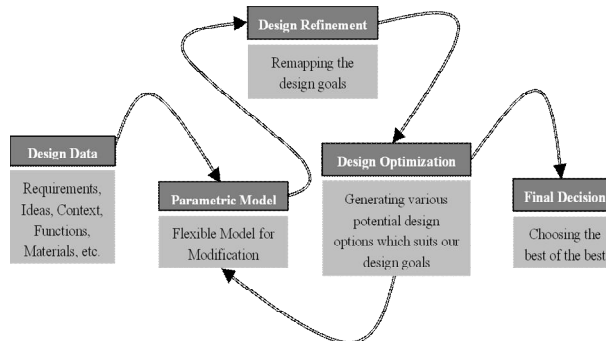 Design Refinement
Remapping the
design goals
Design Data
Requirements,
Ideas, Context,
Functions,
Materials, etc.
Parametric Model
Flexible Model for
Modification
Design Optimization
Generating various
potential design
options which suits our
design goals
Final Decision
Choosing the
best of the best